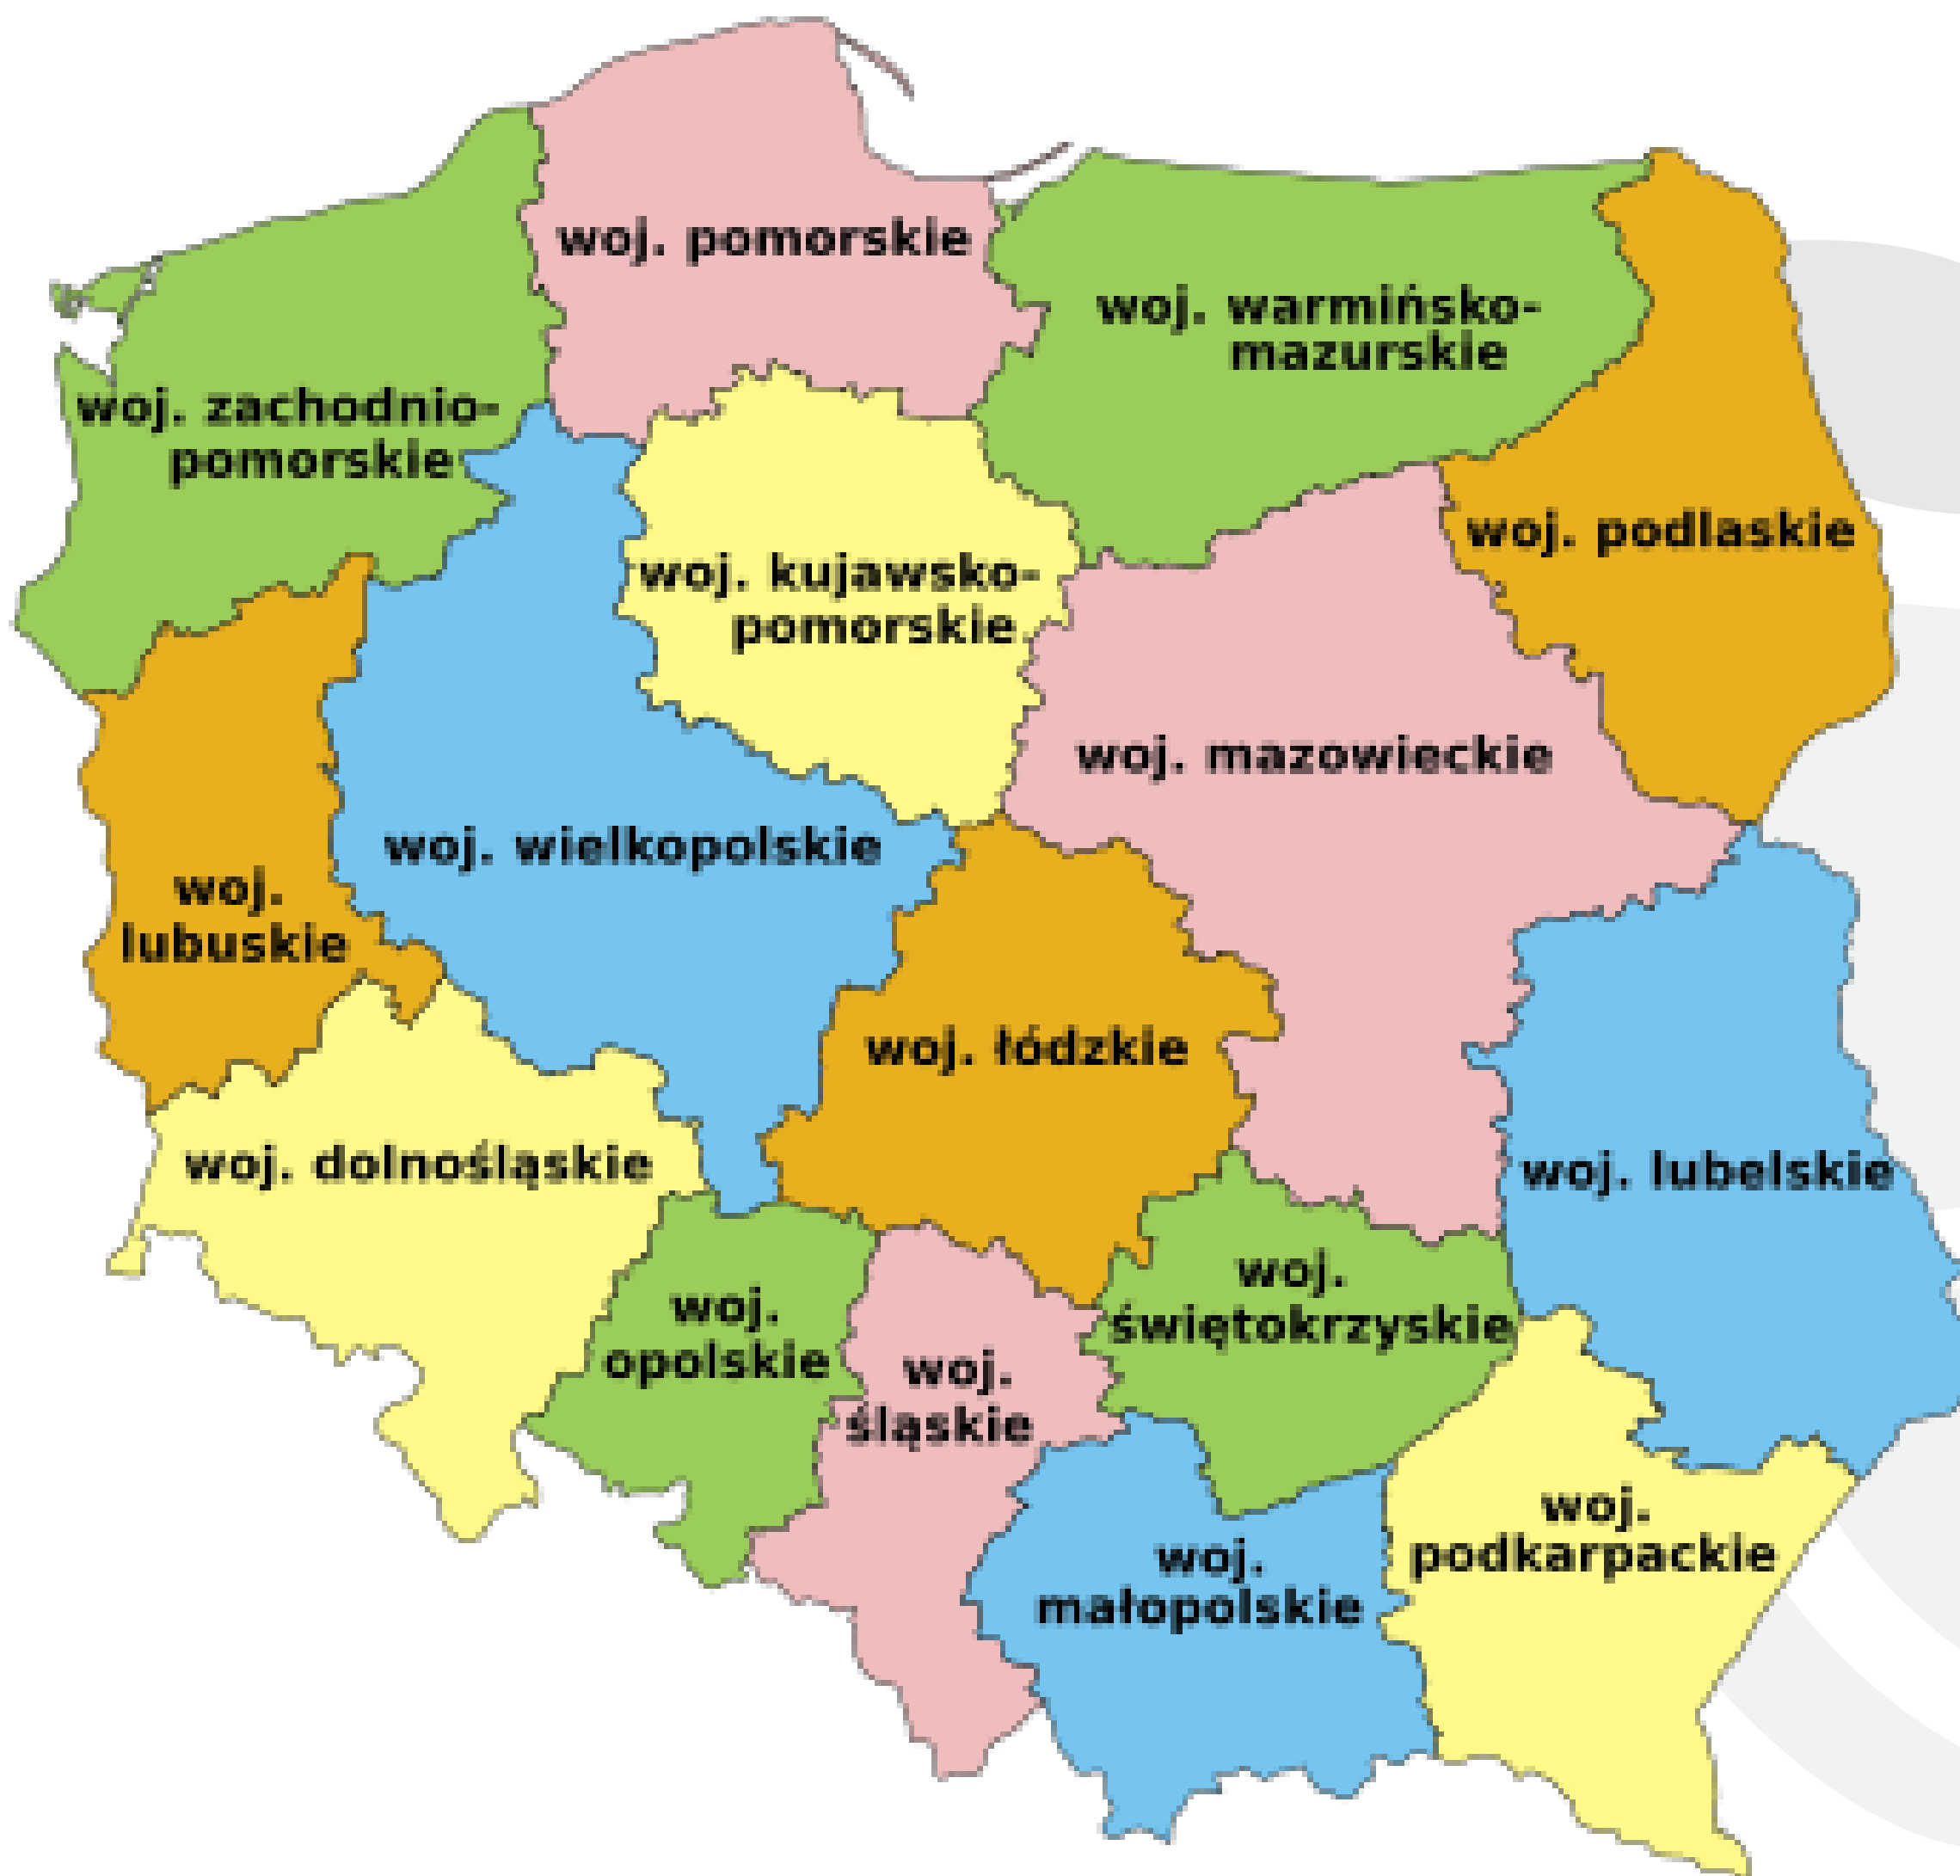 woj. pomorskie
woj. warmińsko-
mazurskie
woj. zachodnio-
pomorskie
woj. podlaskie
woj. kujawsko-
pomorskie
woj. mazowieckie
woj. wielkopolskie
woj.
lubuskie
woj. łódzkie
woj. dolnośląskie
woj. lubelskie
woj.
opolskie
woj.
śląskie
woj.
świętokrzyskie
woj.
małopolskie
woj.
podkarpackie